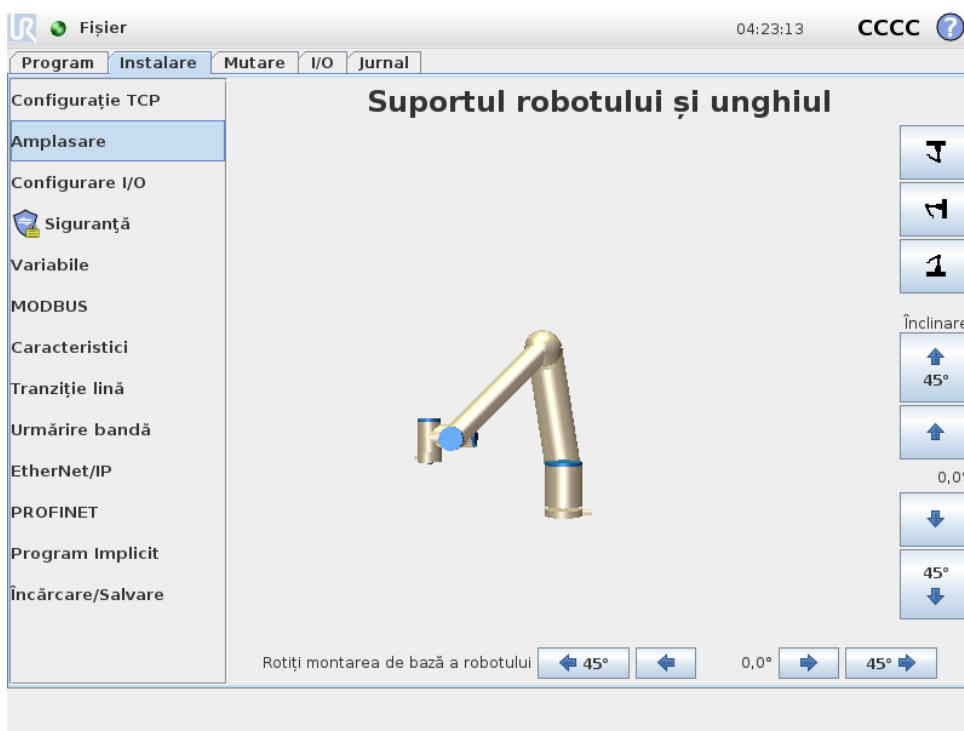 UR Fișier 04:23:13 CCCC ?
Program Instalare Mutare I/O Jurnal
Configurație TCP
Amplasare
Configurare I/O
Siguranță
Variabile
MODBUS
Caracteristici
Tranziție lină
Urmărire bandă
EtherNet/IP
PROFINET
Program Implicit
Încărcare/Salvare
Suportul robotului și unghiul
Înclinare
45°
0,0°
45°
Rotiți montarea de bază a robotului 45° 0,0° 45°